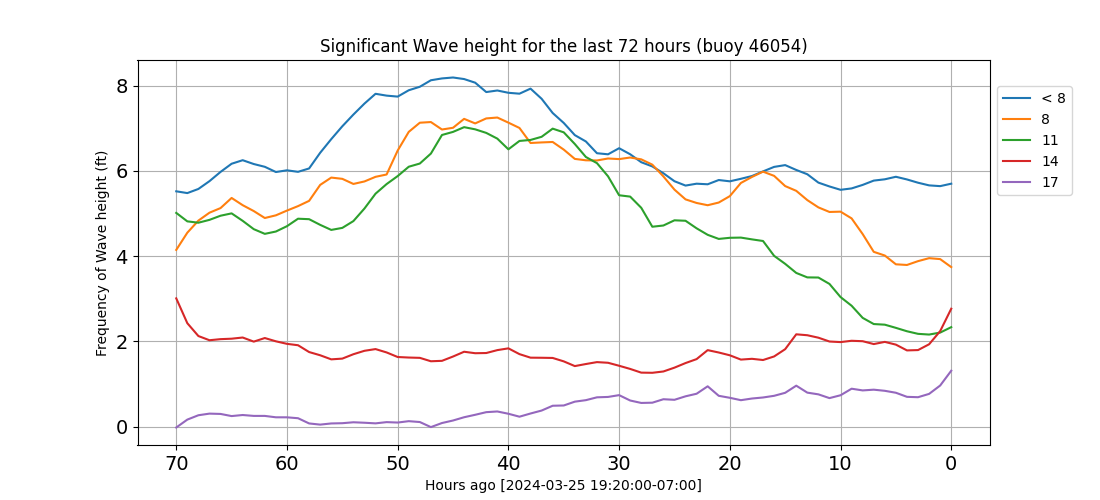 Significant Wave height for the last 72 hours (buoy 46054)
Frequency of Wave height (ft)
8
6
4
2
0
70 60 50 40 30 20 10 0
Hours ago [2024-03-25 19:20:00-07:00]
< 8
8
11
14
17